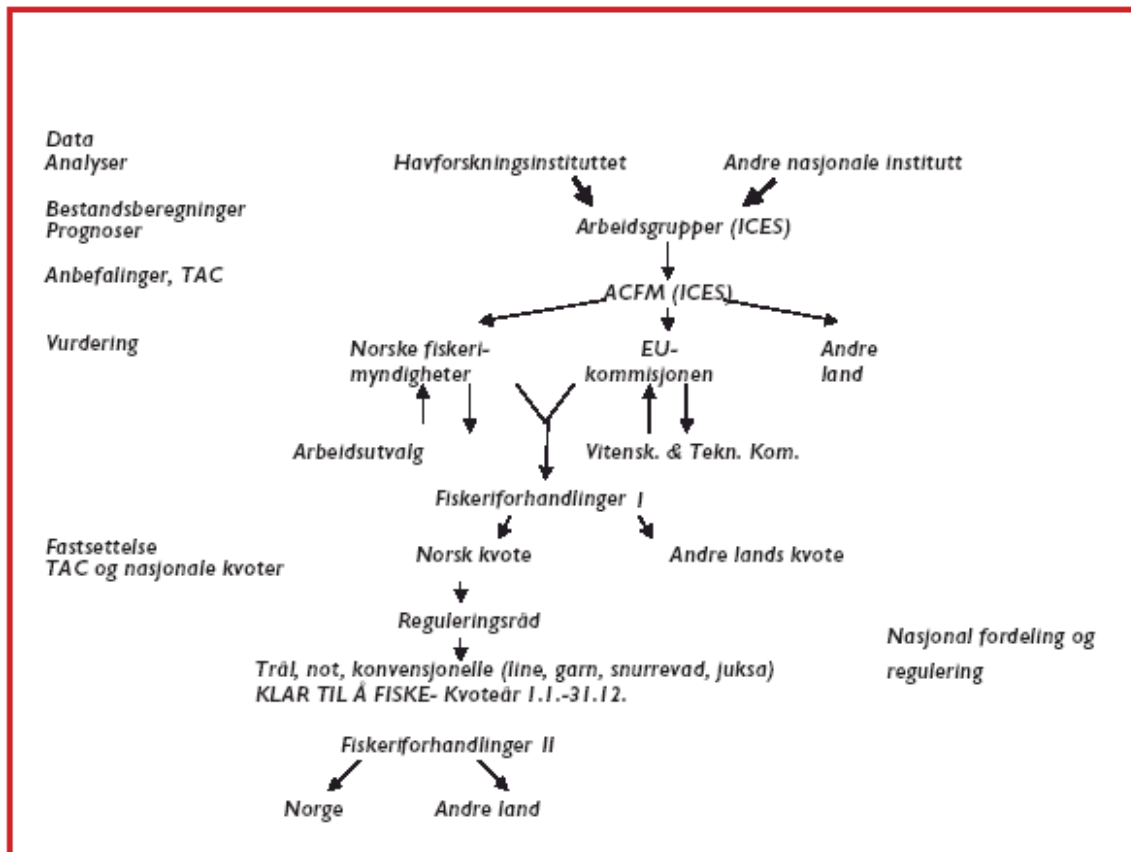 Data
Analyser
Havforskningsinstituttet
Andre nasjonale institutt
Bestandsberegninger
Prognoser
Arbeidsgrupper (ICES)
Anbefalinger, TAC
ACFM (ICES)
Vurdering
Norske fiskeri-
myndigheter
EU-
kommisjonen
Andre
land
Arbeidsutvalg
Vitensk. & Tekn. Kom.
Fiskeriforhandlinger I
Fastsettelse
TAC og nasjonale kvoter
Norsk kvote
Andre lands kvote
Reguleringsråd
Nasjonal fordeling og
regulering
Trål, not, konvensjonelle (line, garn, snurrevad, juksa)
KLAR TIL Å FISKE- Kvoteår 1.1.-31.12.
Fiskeriforhandlinger II
Norge
Andre land